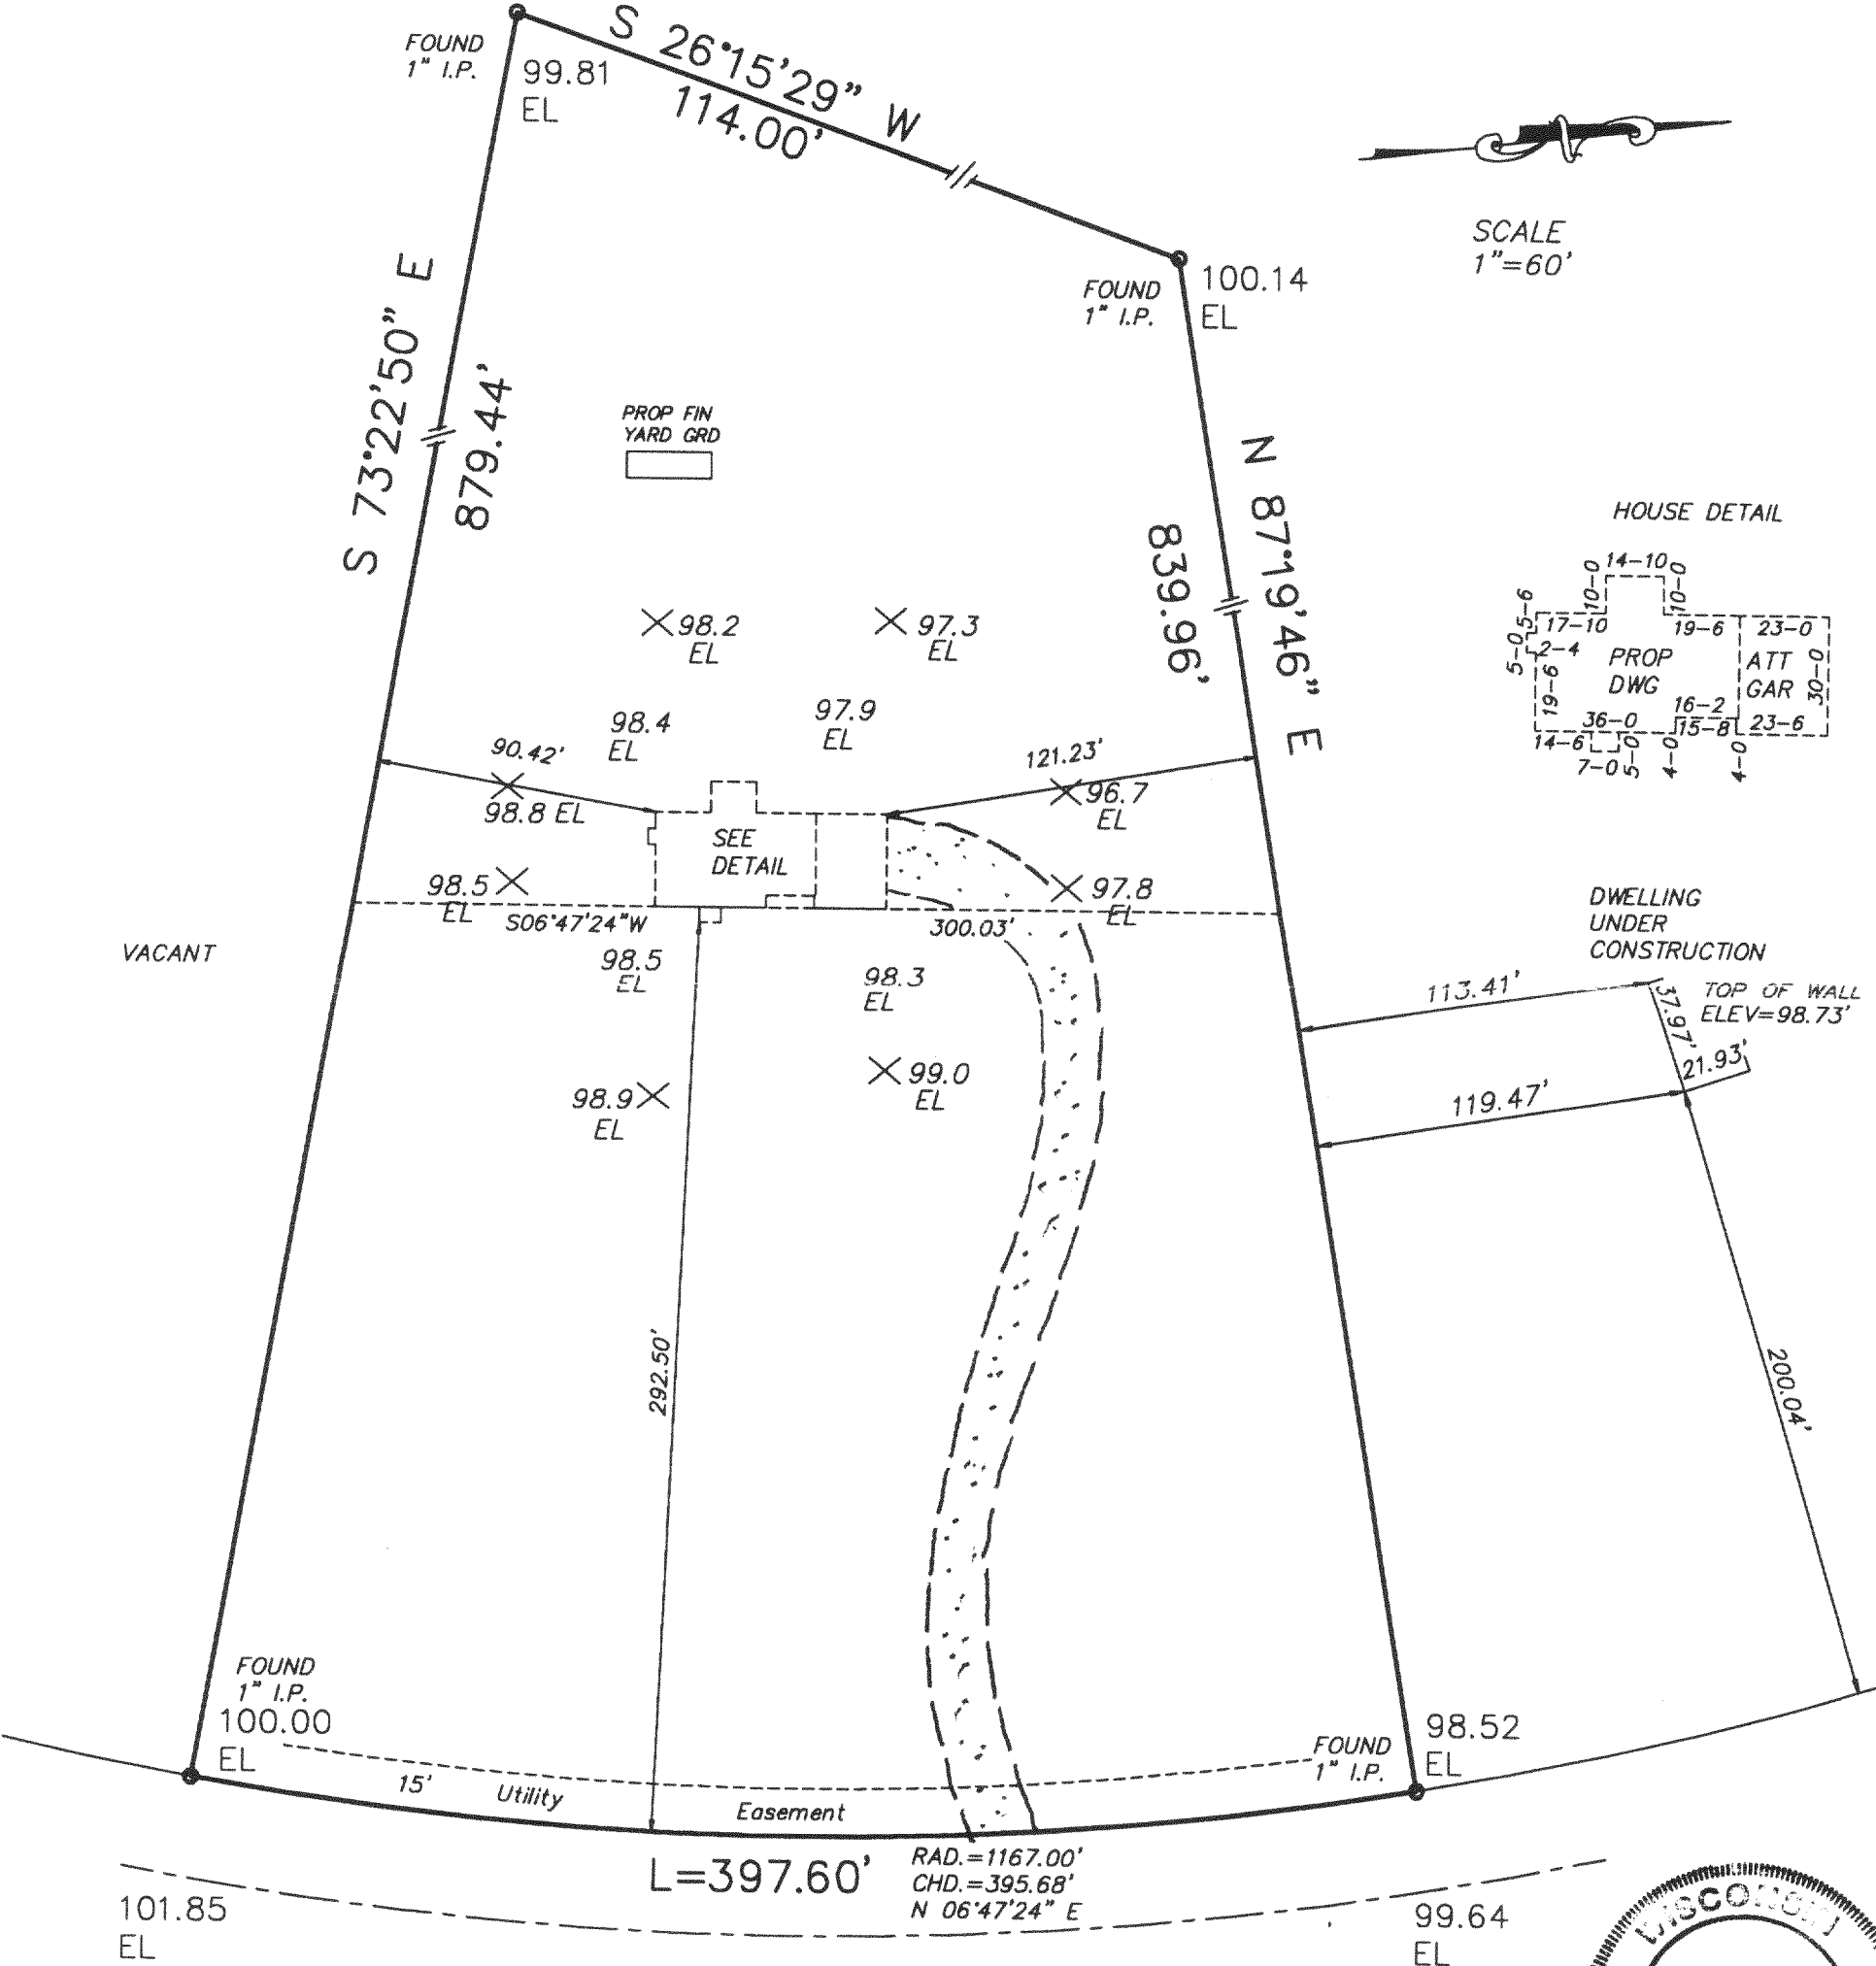 S 26°15'29" W
114.00'
FOUND
1" I.P.
99.81
EL
SCALE
1"=60'
FOUND
1" I.P.
100.14
EL
S 73°22'50" E
879.44'
PROP FIN
YARD GRD
N 87°19'46" E
839.96'
HOUSE DETAIL
14-10
10-0
10-0
5-6
17-10
19-6
23-0
5-0
2-4
PROP
DWG
ATT
GAR
30-0
19-6
36-0
16-2
15-8
23-6
14-6
7-0
5-0
4-0
4-0
98.2
EL
97.3
EL
98.4
EL
97.9
EL
90.42'
121.23'
98.8 EL
96.7
EL
SEE
DETAIL
98.5
EL
97.8
EL
S06°47'24"W
300.03'
VACANT
98.5
EL
98.3
EL
DWELLING
UNDER
CONSTRUCTION
TOP OF WALL
ELEV=98.73'
113.41'
37.97'
21.93'
119.47'
98.9
EL
99.0
EL
292.50'
200.04'
FOUND
1" I.P.
100.00
EL
FOUND
1" I.P.
98.52
EL
15' Utility Easement
L=397.60'
RAD.=1167.00'
CHD.=395.68'
N 06°47'24" E
101.85
EL
99.64
EL
WISCONSIN